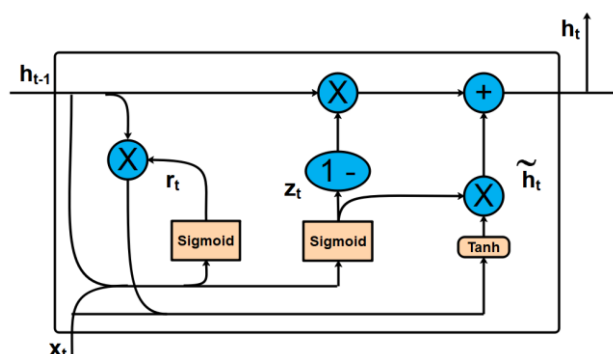 hₜ
hₜ₋₁
X
+
X
rₜ
1 -
zₜ
h̃ₜ
X
Sigmoid
Sigmoid
Tanh
xₜ